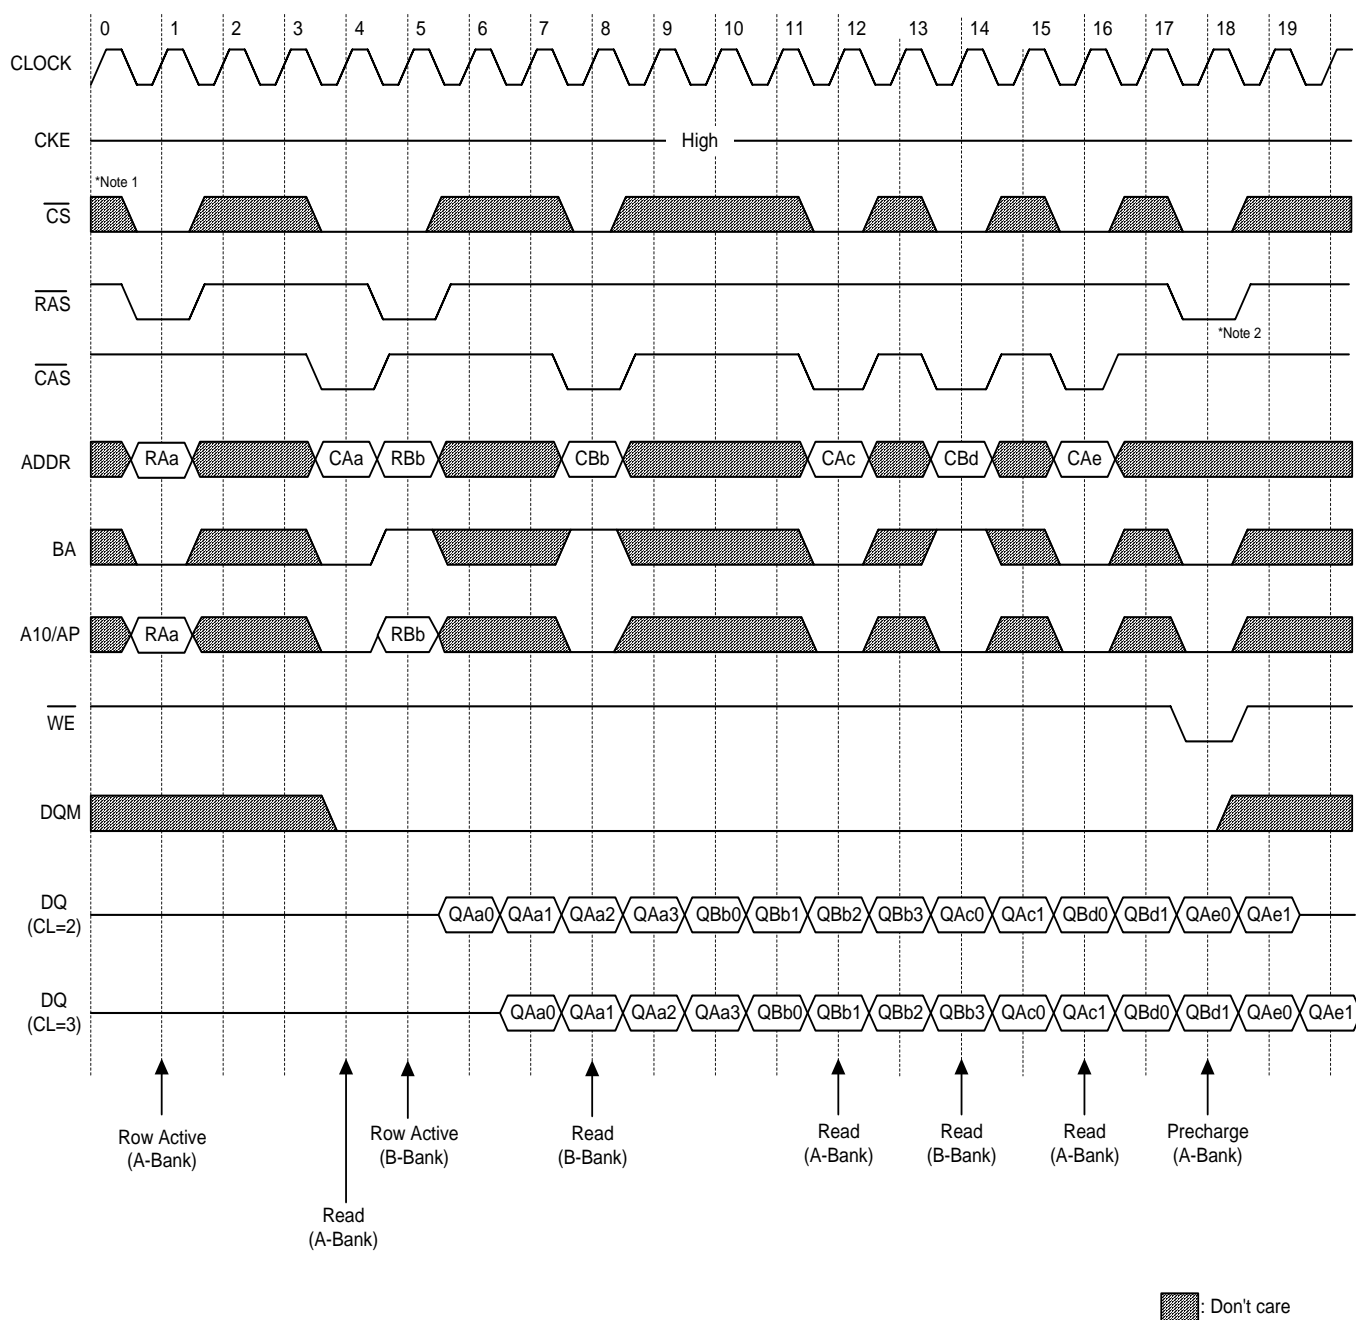 0 1 2 3 4 5 6 7 8 9 10 11 12 13 14 15 16 17 18 19
CLOCK
CKE High
*Note 1
CS
RAS
*Note 2
CAS
ADDR RAa CAa RBb CBb CAc CBd CAe
BA
A10/AP RAa RBb
WE
DQM
DQ
(CL=2) QAa0 QAa1 QAa2 QAa3 QBb0 QBb1 QBb2 QBb3 QAc0 QAc1 QBd0 QBd1 QAe0 QAe1
DQ
(CL=3) QAa0 QAa1 QAa2 QAa3 QBb0 QBb1 QBb2 QBb3 QAc0 QAc1 QBd0 QBd1 QAe0 QAe1
Row Active
(A-Bank)
Read
(A-Bank)
Row Active
(B-Bank)
Read
(B-Bank)
Read
(A-Bank)
Read
(B-Bank)
Read
(A-Bank)
Precharge
(A-Bank)
: Don't care